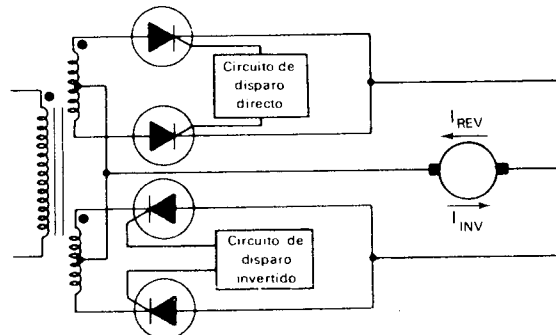 Circuito de
disparo
directo
I REV
I INV
Circuito de
disparo
invertido